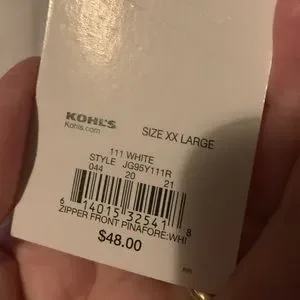 KOHL'S
Kohls.com
SIZE XX LARGE
111 WHITE
STYLE JG95Y111R
044 20 21
6 14015 32541 8
ZIPPER FRONT PINAFORE:WHI
$48.00